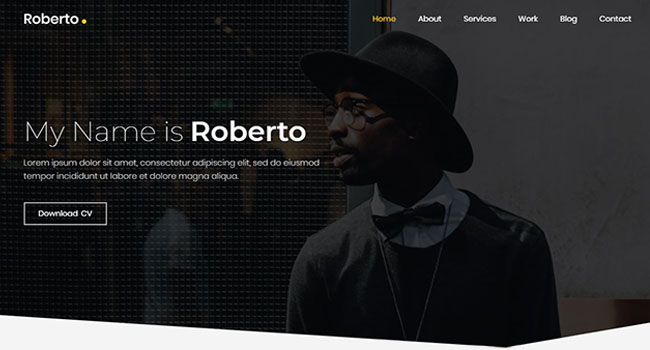 Roberto
Home About Services Work Blog Contact
My Name is Roberto
Lorem ipsum dolor sit amet, consectetur adipiscing elit, sed do eiusmod
tempor incididunt ut labore et dolore magna aliqua.
Download CV